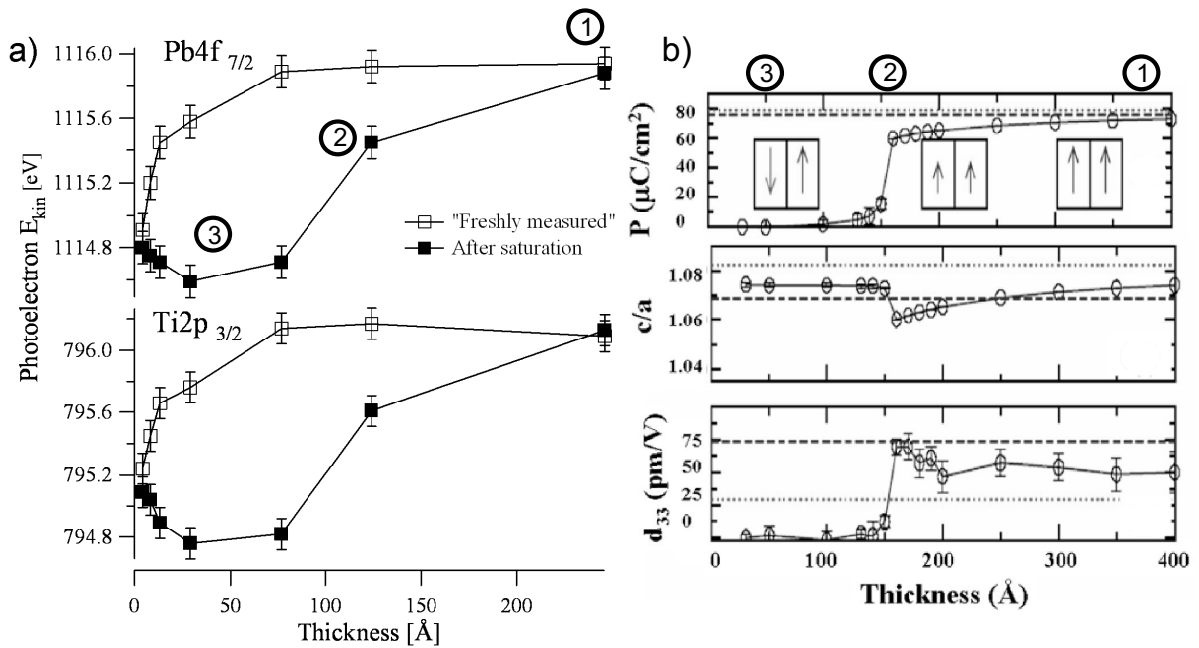 a)
1
Pb4f 7/2
1116.0
1115.6
1115.2
1114.8
2
3
"Freshly measured"
After saturation
Photoelectron Ekin [eV]
Ti2p 3/2
796.0
795.6
795.2
794.8
0 50 100 150 200
Thickness [Å]
b)
3 2 1
P (μC/cm²)
80
60
40
20
0
c/a
1.08
1.06
1.04
d33 (pm/V)
75
50
25
0
0 100 200 300 400
Thickness (Å)